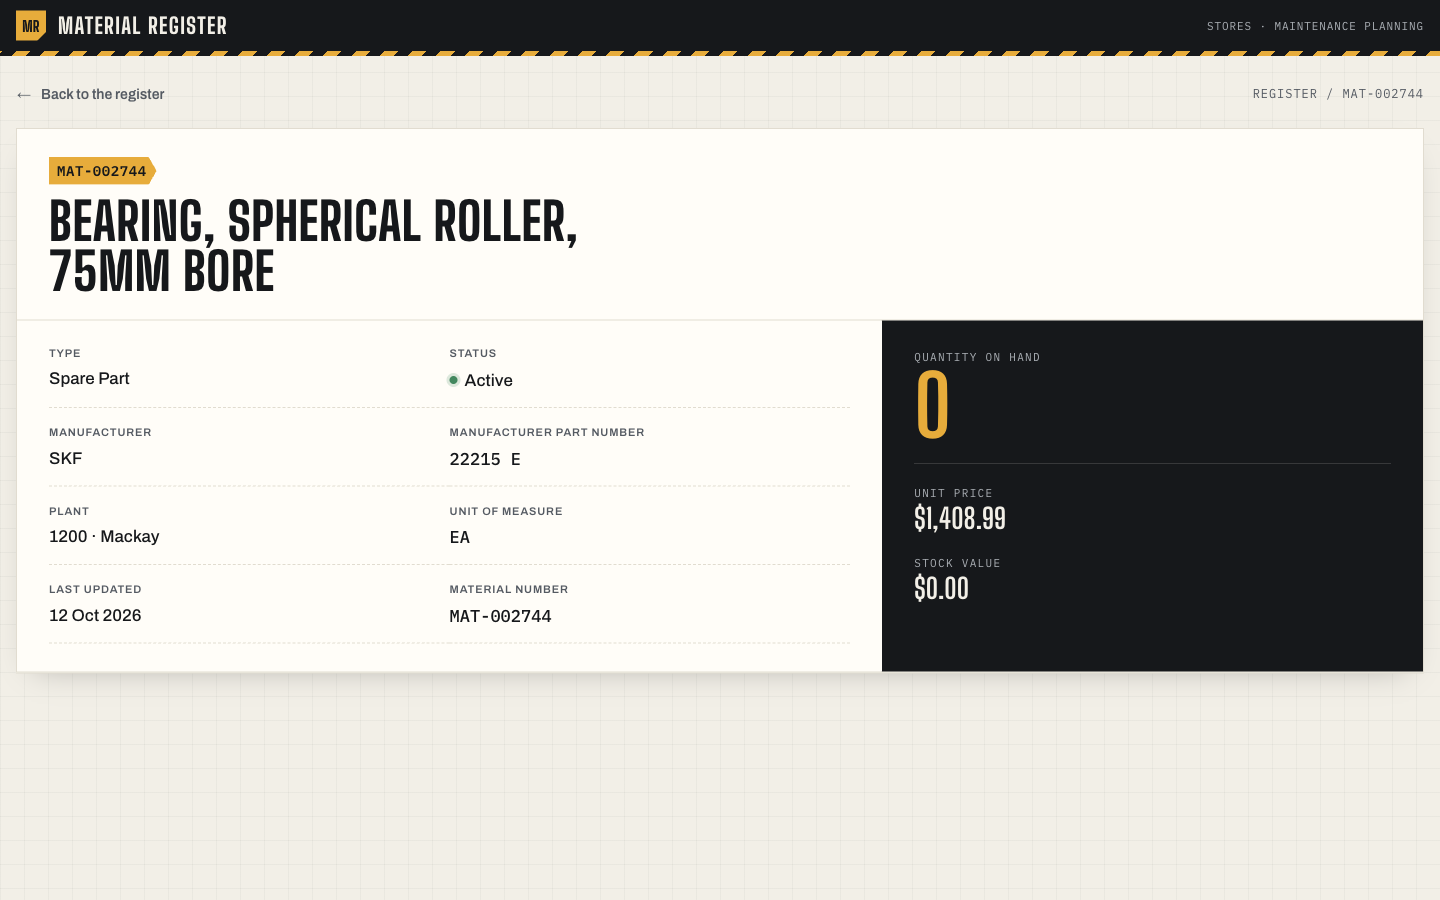 MR MATERIAL REGISTER
STORES · MAINTENANCE PLANNING
← Back to the register
REGISTER / MAT-002744
MAT-002744
BEARING, SPHERICAL ROLLER,
75MM BORE
TYPE
Spare Part
STATUS
Active
MANUFACTURER
SKF
MANUFACTURER PART NUMBER
22215 E
PLANT
1200 · Mackay
UNIT OF MEASURE
EA
LAST UPDATED
12 Oct 2026
MATERIAL NUMBER
MAT-002744
QUANTITY ON HAND
0
UNIT PRICE
$1,408.99
STOCK VALUE
$0.00